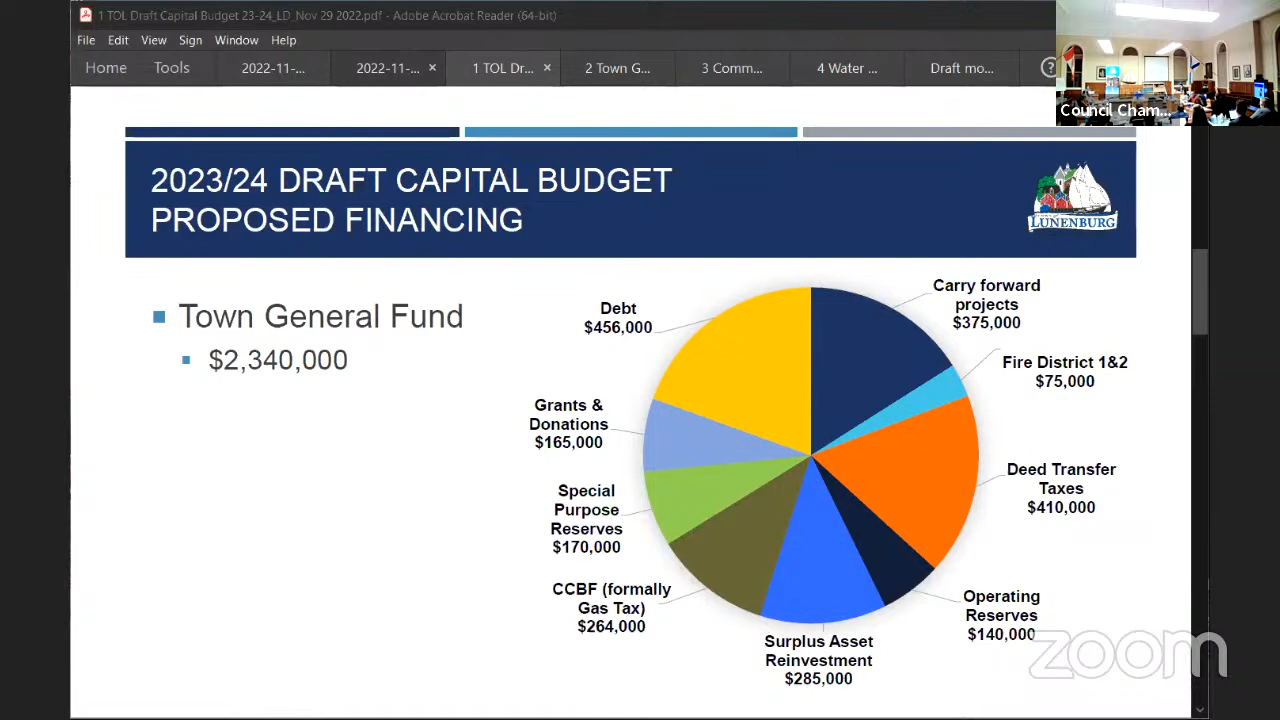 1 TOL Draft Capital Budget 23-24_LD_Nov 29 2022.pdf - Adobe Acrobat Reader (64-bit)
File Edit View Sign Window Help
Home Tools 2022-11-... 2022-11-... × 1 TOL Dr... × 2 Town G... 3 Comm... 4 Water ... Draft mo... ?
Council Cham...
2023/24 DRAFT CAPITAL BUDGET
PROPOSED FINANCING
LUNENBURG
Town General Fund
$2,340,000
Debt
$456,000
Carry forward
projects
$375,000
Fire District 1&2
$75,000
Grants &
Donations
$165,000
Deed Transfer
Taxes
$410,000
Special
Purpose
Reserves
$170,000
CCBF (formally
Gas Tax)
$264,000
Operating
Reserves
$140,000
Surplus Asset
Reinvestment
$285,000
zoom